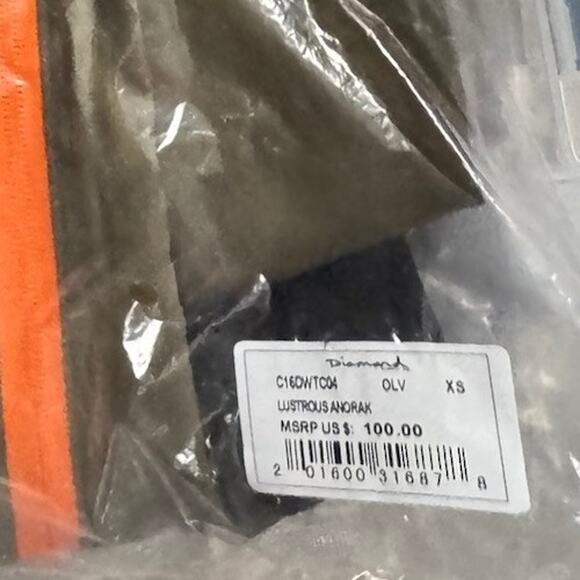 Diamond
C16DWTC04 OLV XS
LUSTROUS ANORAK
MSRP US $: 100.00
2 01600 31687 8